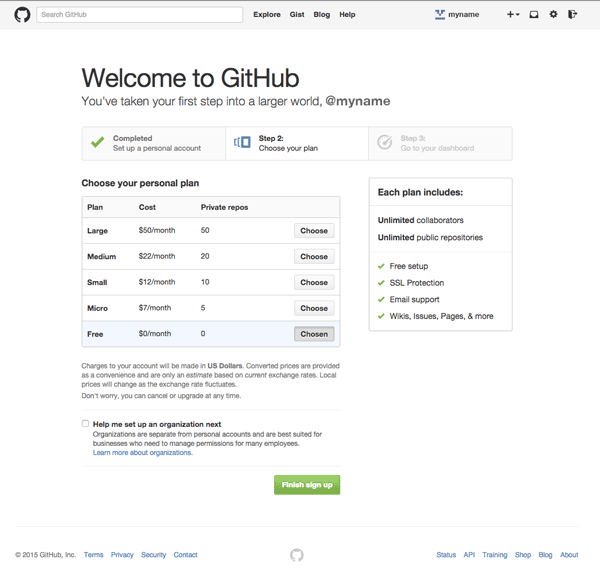 Search GitHub Explore Gist Blog Help myname
Welcome to GitHub
You've taken your first step into a larger world, @myname
Completed
Set up a personal account
Step 2:
Choose your plan
Step 3:
Go to your dashboard
Choose your personal plan
Plan Cost Private repos
Large $50/month 50 Choose
Medium $22/month 20 Choose
Small $12/month 10 Choose
Micro $7/month 5 Choose
Free $0/month 0 Chosen
Charges to your account will be made in US Dollars. Converted prices are provided
as a convenience and are only an estimate based on current exchange rates. Local
prices will change as the exchange rate fluctuates.
Don't worry, you can cancel or upgrade at any time.
Help me set up an organization next
Organizations are separate from personal accounts and are best suited for
businesses who need to manage permissions for many employees.
Learn more about organizations.
Finish sign up
Each plan includes:
Unlimited collaborators
Unlimited public repositories
Free setup
SSL Protection
Email support
Wikis, Issues, Pages, & more
© 2015 GitHub, Inc. Terms Privacy Security Contact Status API Training Shop Blog About